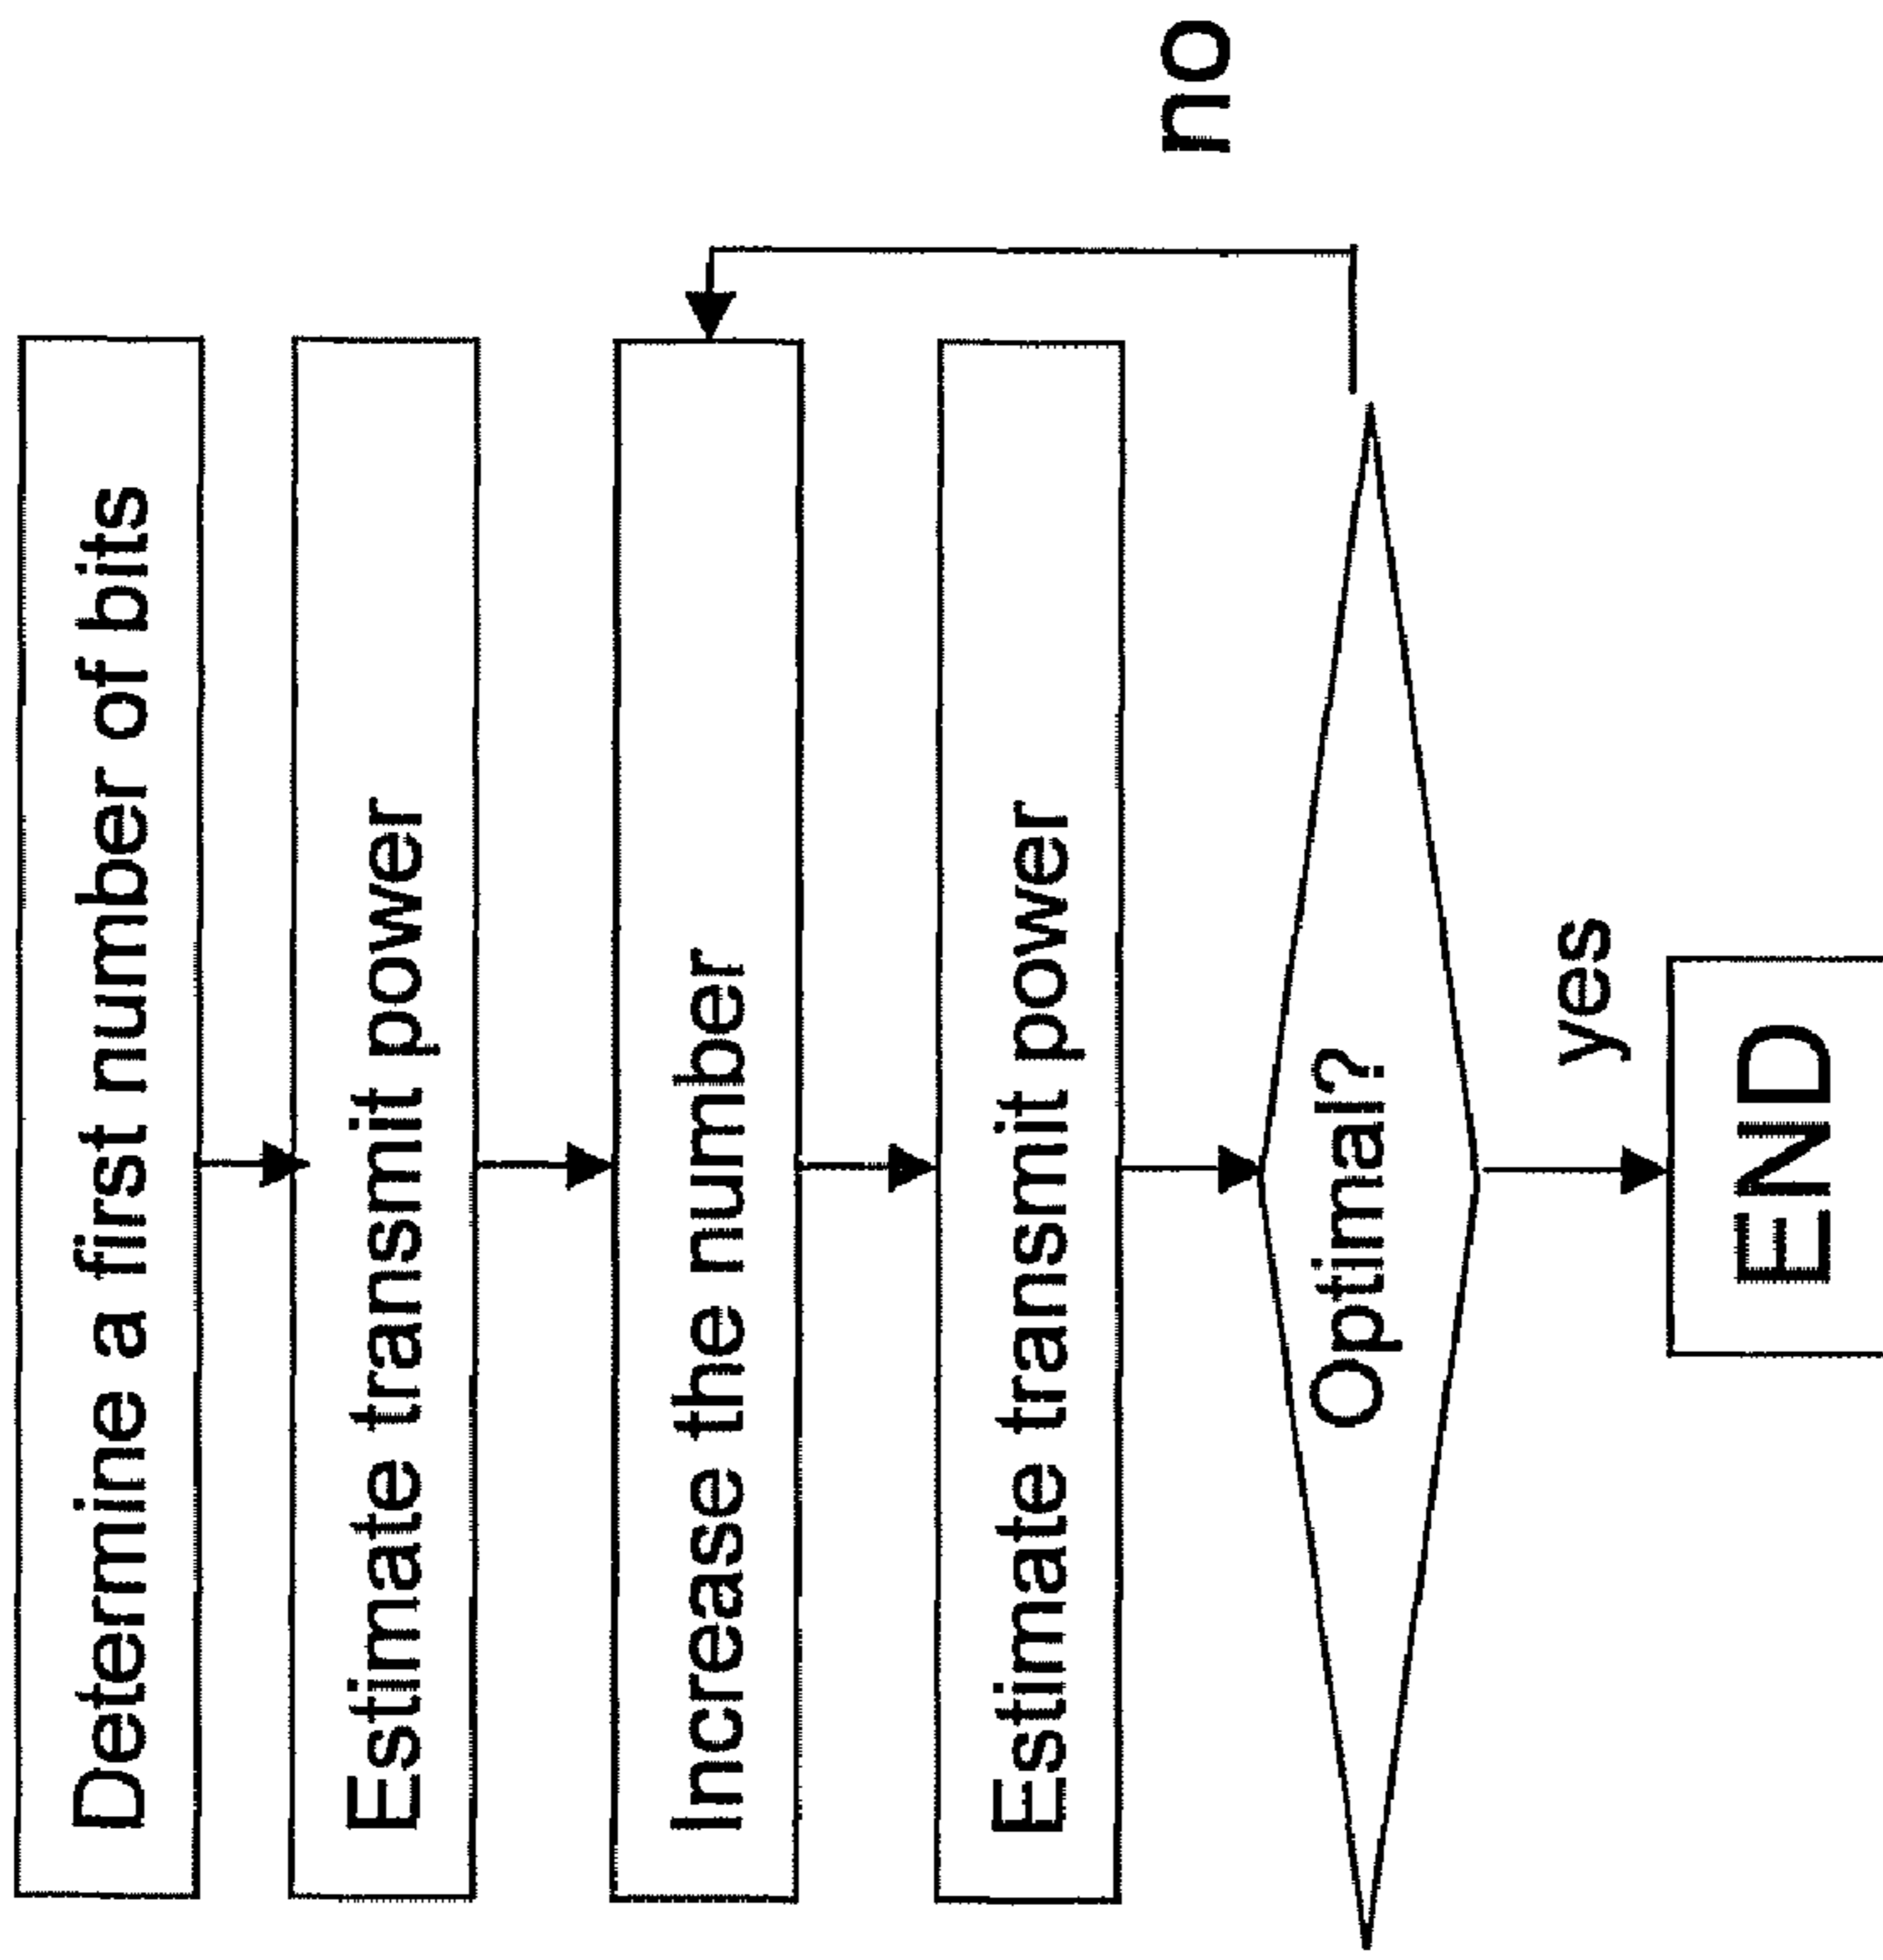 Determine a first number of bits
Estimate transmit power
Increase the number
Estimate transmit power
Optimal?
no
yes
END